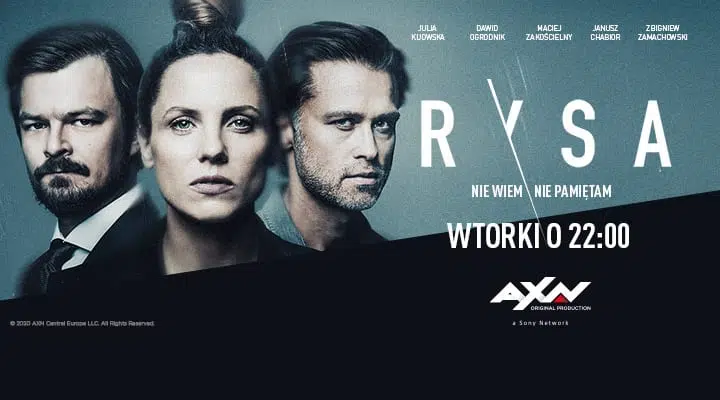 JULIA DAWID MACIEJ JANUSZ ZBIGNIEW
KIJOWSKA OGRODNIK ZAKOŚCIELNY CHABIOR ZAMACHOWSKI
RYSA
NIE WIEM NIE PAMIĘTAM
WTORKI O 22:00
AXN
ORIGINAL PRODUCTION
a Sony Network
© 2020 AXN Central Europe LLC. All Rights Reserved.